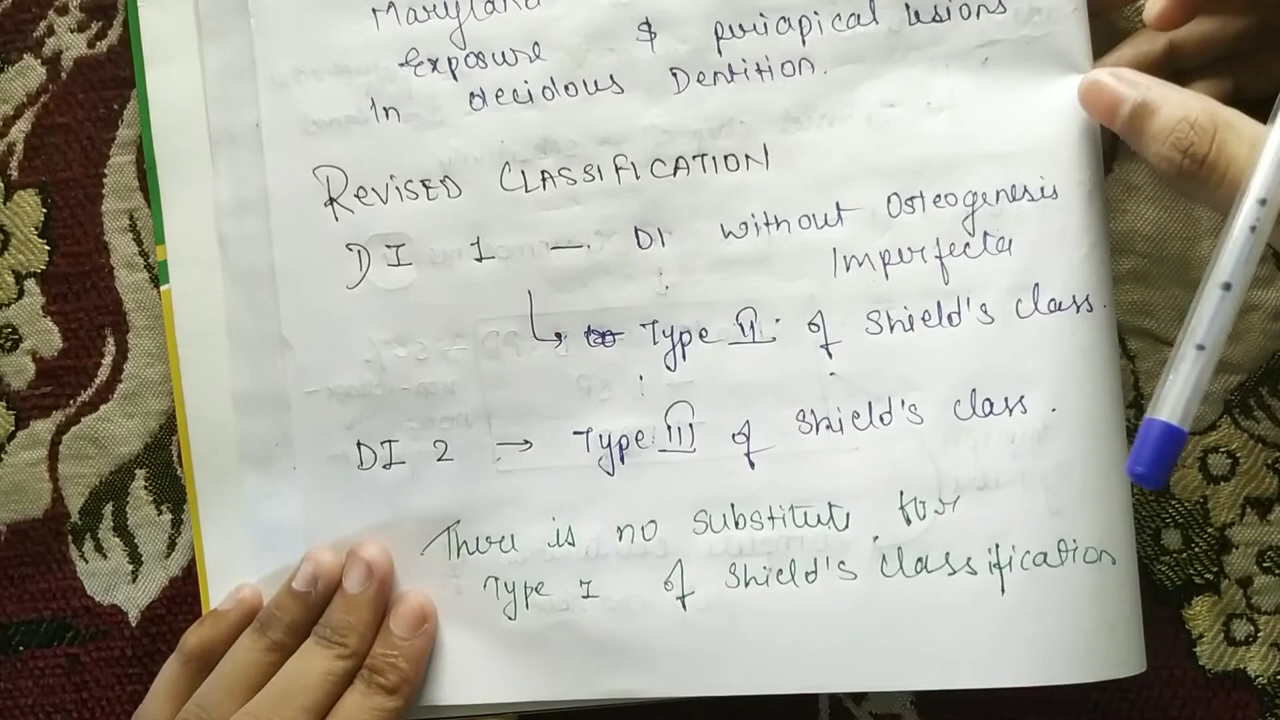 Maryland
Exposure & periapical lesions
In decidous Dentition.
REVISED CLASSIFICATION
DI 1 — DI without Osteogenesis
Imperfecta
↳ Type II of Shield's class.
DI 2 → Type III of Shield's class.
There is no substitute for
Type I of Shield's classification